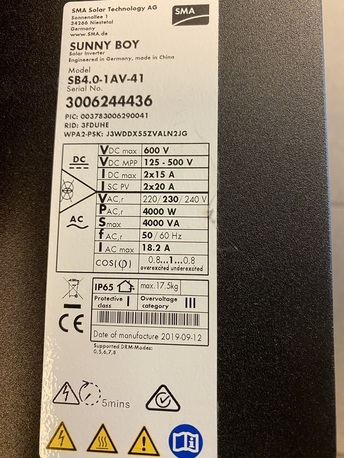 SMA Solar Technology AG
Sonnenallee 1
34266 Niestetal
Germany
www.SMA.de
SMA
SUNNY BOY
Solar Inverter
Engineered in Germany, made in China
Model
SB4.0-1AV-41
Serial No.
3006244436
PIC: 003783006290041
RID: 3FDUHE
WPA2-PSK: J3WDDX55ZVALN2JG
DC
VDC max 600 V
VDC MPP 125 - 500 V
IDC max 2x15 A
ISC PV 2x20 A
AC
VAC,r 220/230/240 V
PAC,r 4000 W
Smax 4000 VA
fAC,r 50/60 Hz
IAC max 18.2 A
cos(φ) 0.8...1...0.8
overexcited underexcited
IP65 max.17.5kg
Protective class I Overvoltage category III
CE
Date of manufacture 2019-09-12
Supported DRM-Modes:
0,5,6,7,8
5mins